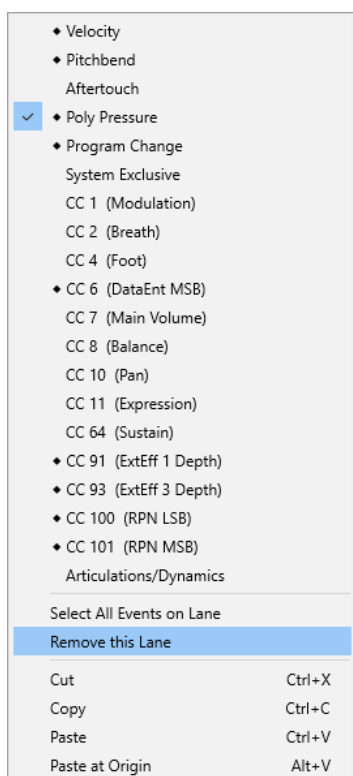 ◆ Velocity
◆ Pitchbend
Aftertouch
✓ ◆ Poly Pressure
◆ Program Change
System Exclusive
CC 1 (Modulation)
CC 2 (Breath)
CC 4 (Foot)
◆ CC 6 (DataEnt MSB)
CC 7 (Main Volume)
CC 8 (Balance)
CC 10 (Pan)
CC 11 (Expression)
CC 64 (Sustain)
◆ CC 91 (ExtEff 1 Depth)
◆ CC 93 (ExtEff 3 Depth)
◆ CC 100 (RPN LSB)
◆ CC 101 (RPN MSB)
Articulations/Dynamics
Select All Events on Lane
Remove this Lane
Cut Ctrl+X
Copy Ctrl+C
Paste Ctrl+V
Paste at Origin Alt+V